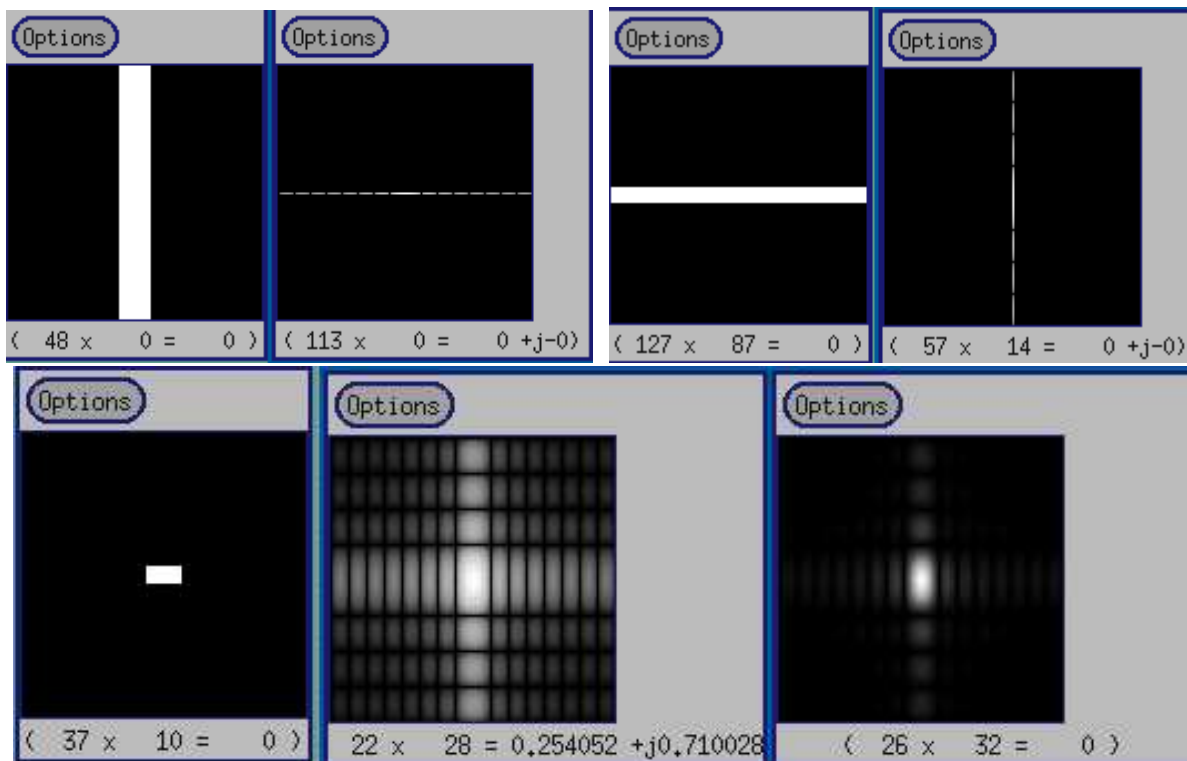 Options
Options
Options
Options
( 48 x 0 = 0 )
( 113 x 0 = 0 +j-0)
( 127 x 87 = 0 )
( 57 x 14 = 0 +j-0)
Options
Options
Options
( 37 x 10 = 0 )
22 x 28 = 0.254052 +j0.710028
( 26 x 32 = 0 )